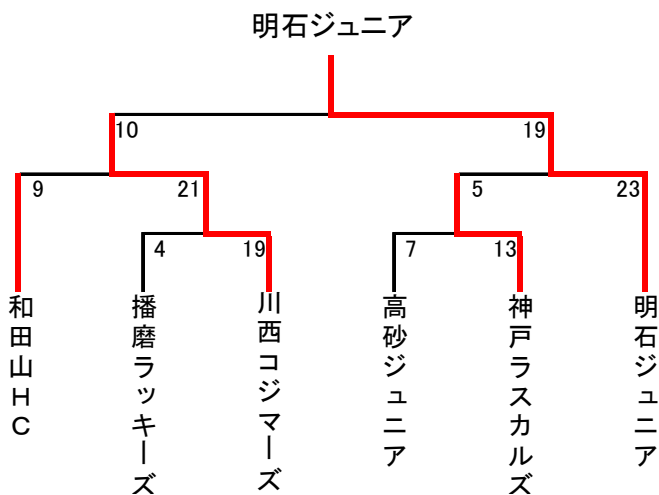 明石ジュニア
10
19
9
21
5
23
4
19
7
13
和田山HC
播磨ラッキーズ
川西コジマーズ
高砂ジュニア
神戸ラスカルズ
明石ジュニア